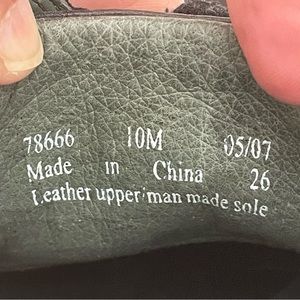 78666 10M 05/07
Made in China 26
Leather upper/man made sole